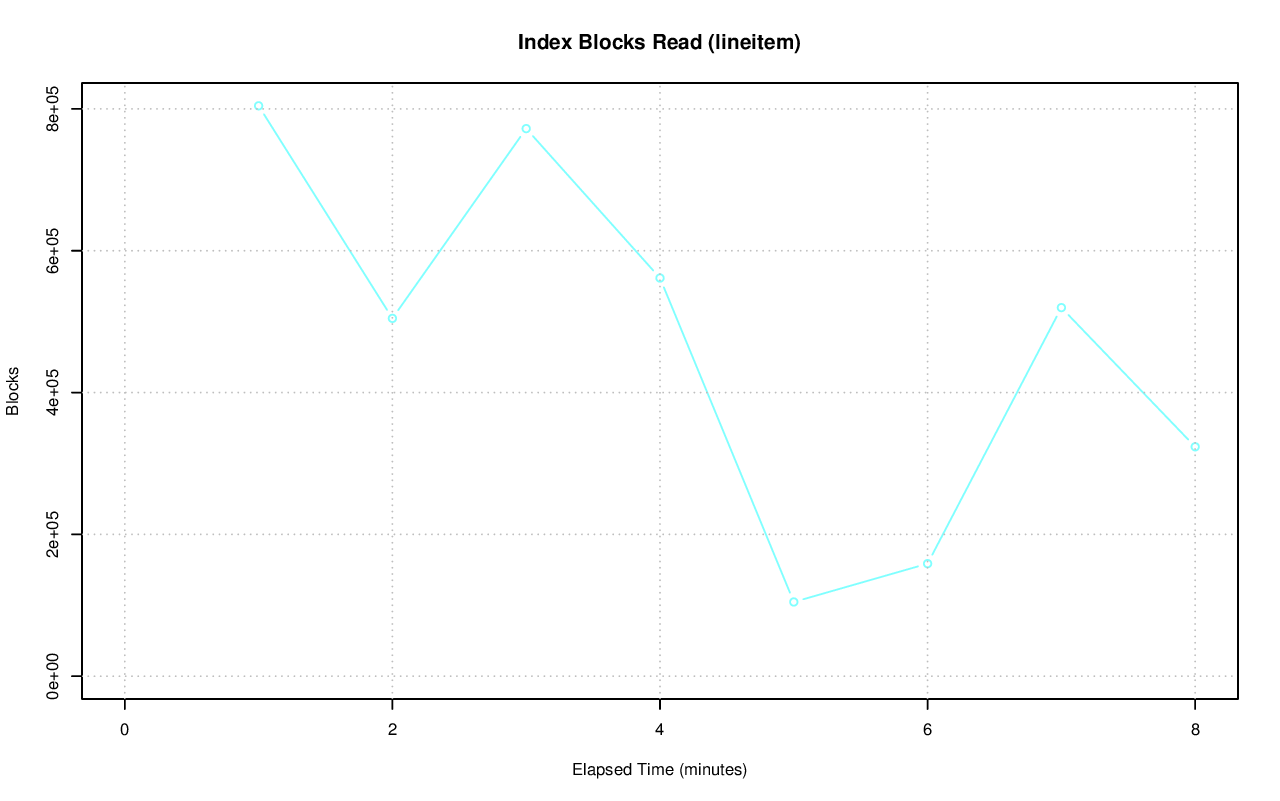 Index Blocks Read (lineitem)
8e+05
6e+05
4e+05
2e+05
0e+00
Blocks
0 2 4 6 8
Elapsed Time (minutes)